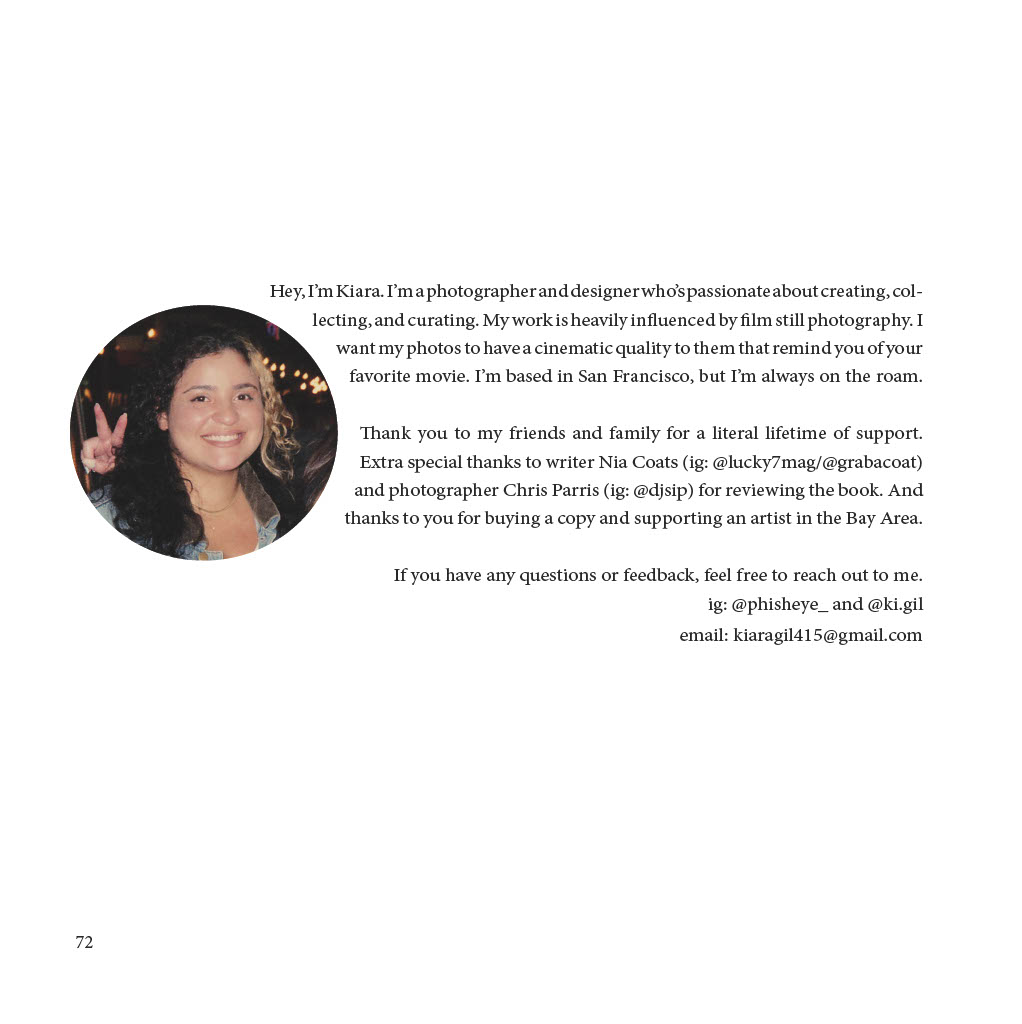 Hey, I’m Kiara. I’m a photographer and designer who’s passionate about creating, col-
lecting, and curating. My work is heavily influenced by film still photography. I
want my photos to have a cinematic quality to them that remind you of your
favorite movie. I’m based in San Francisco, but I’m always on the roam.
Thank you to my friends and family for a literal lifetime of support.
Extra special thanks to writer Nia Coats (ig: @lucky7mag/@grabacoat)
and photographer Chris Parris (ig: @djsip) for reviewing the book. And
thanks to you for buying a copy and supporting an artist in the Bay Area.
If you have any questions or feedback, feel free to reach out to me.
ig: @phisheye_ and @ki.gil
email: kiaragil415@gmail.com
72